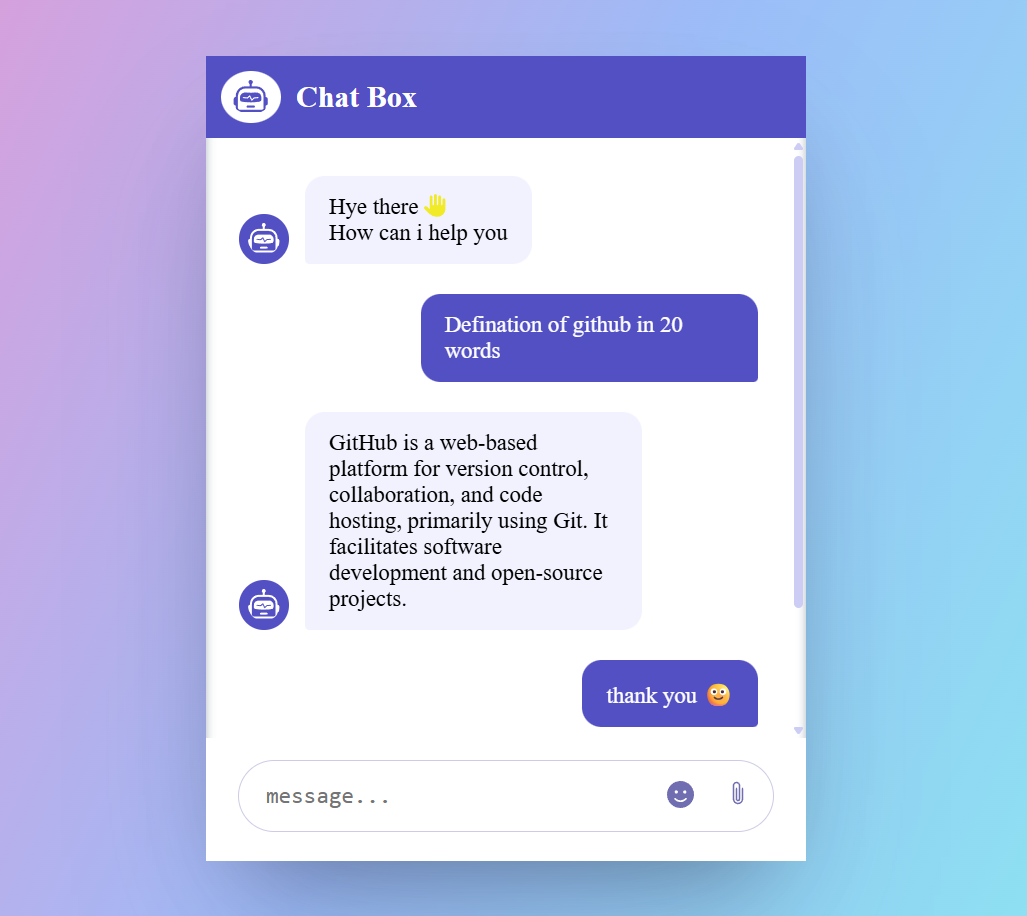 Chat Box
Hye there 👋
How can i help you
Defination of github in 20
words
GitHub is a web-based
platform for version control,
collaboration, and code
hosting, primarily using Git. It
facilitates software
development and open-source
projects.
thank you 🙂
message...